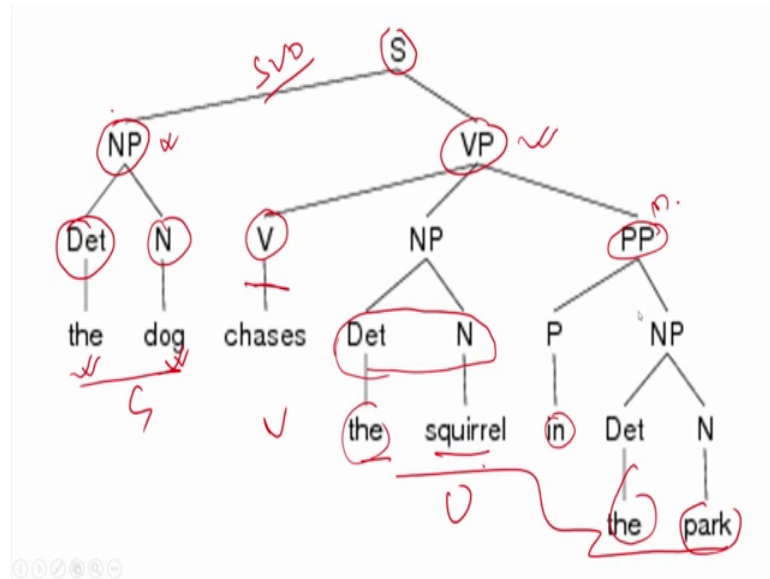 S
SVO
NP VP
Det N V NP PP
the dog chases Det N P NP
S V the squirrel in Det N
O the park